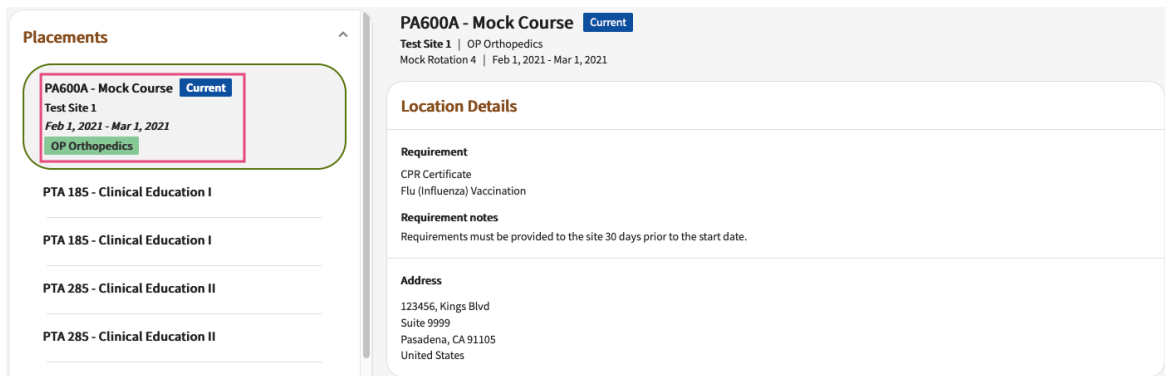 Placements
PA600A - Mock Course Current
Test Site 1
Feb 1, 2021 - Mar 1, 2021
OP Orthopedics
PTA 185 - Clinical Education I
PTA 185 - Clinical Education I
PTA 285 - Clinical Education II
PTA 285 - Clinical Education II
PA600A - Mock Course Current
Test Site 1 | OP Orthopedics
Mock Rotation 4 | Feb 1, 2021 - Mar 1, 2021
Location Details
Requirement
CPR Certificate
Flu (Influenza) Vaccination
Requirement notes
Requirements must be provided to the site 30 days prior to the start date.
Address
123456, Kings Blvd
Suite 9999
Pasadena, CA 91105
United States